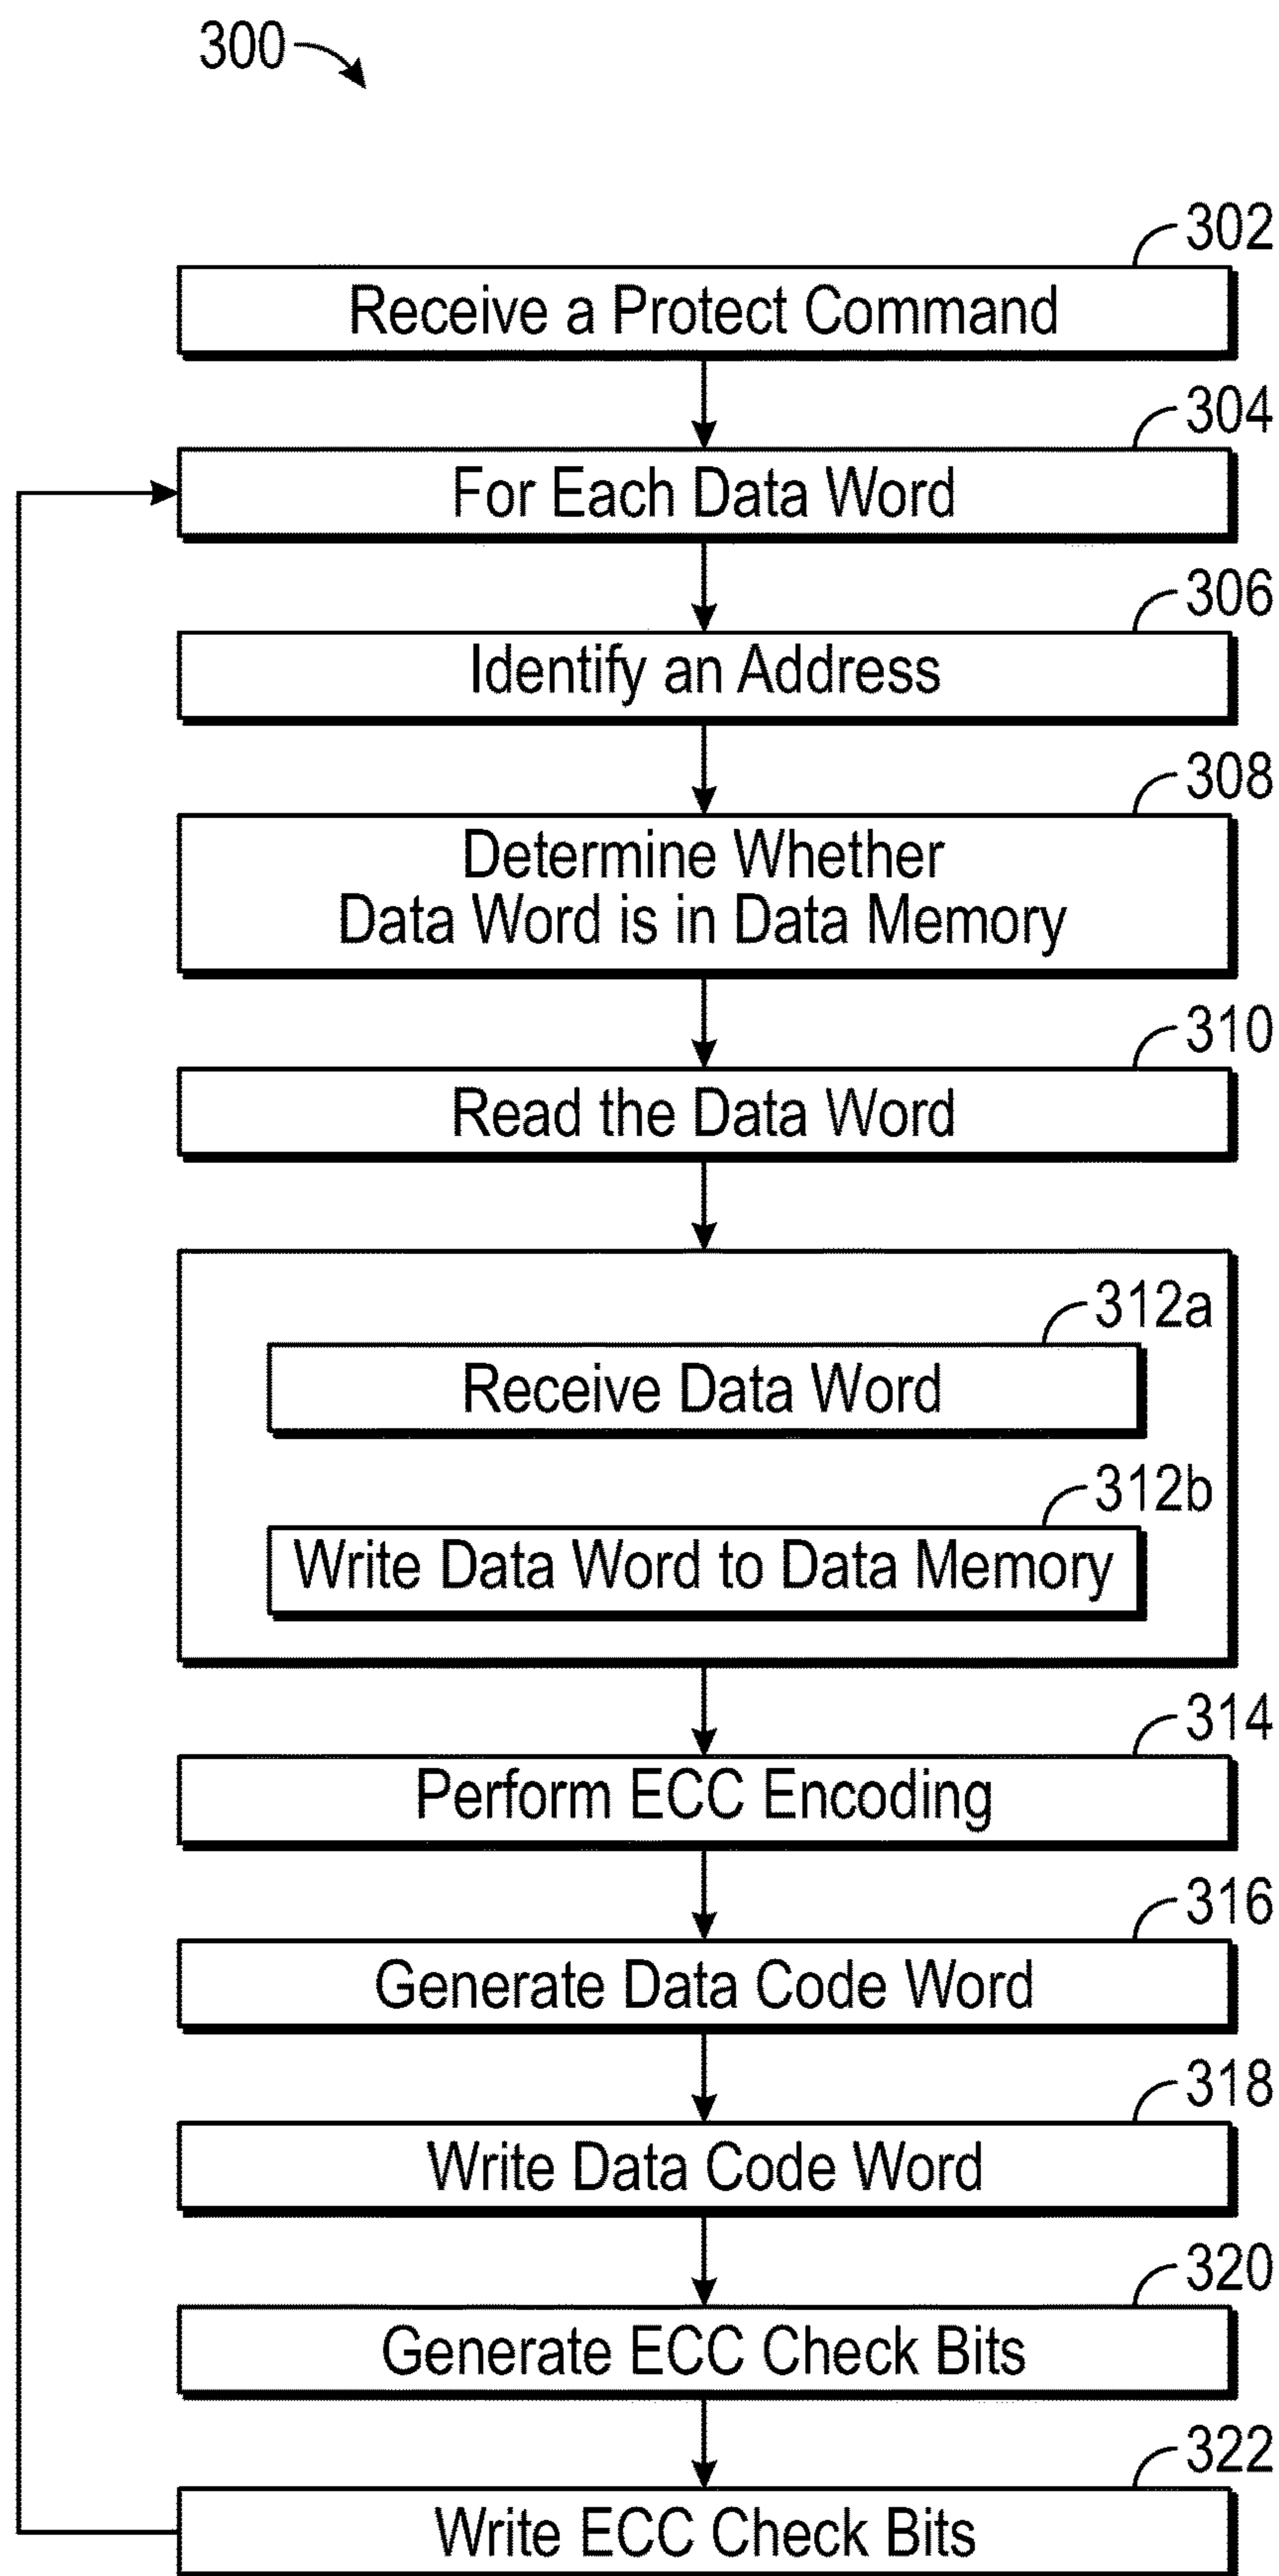 300
302
Receive a Protect Command
304
For Each Data Word
306
Identify an Address
308
Determine Whether
Data Word is in Data Memory
310
Read the Data Word
312a
Receive Data Word
312b
Write Data Word to Data Memory
314
Perform ECC Encoding
316
Generate Data Code Word
318
Write Data Code Word
320
Generate ECC Check Bits
322
Write ECC Check Bits